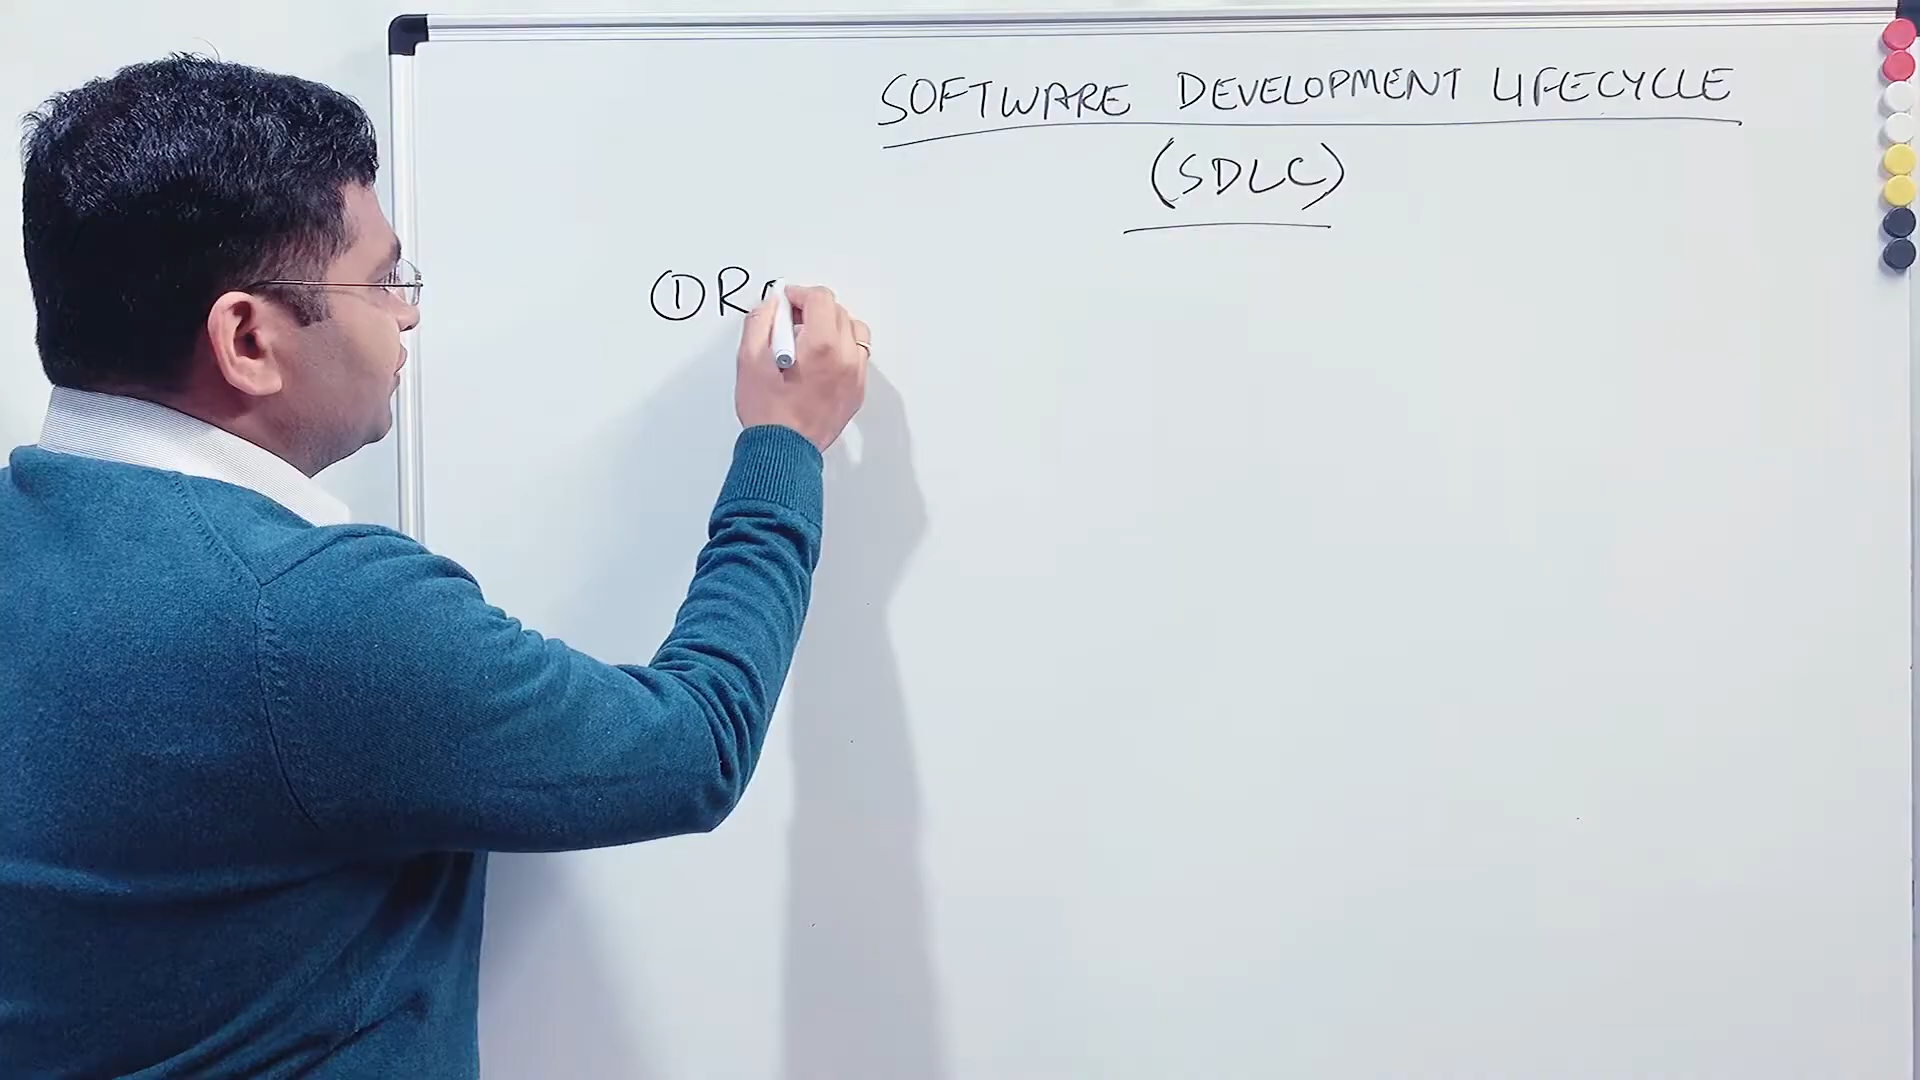 SOFTWARE DEVELOPMENT LIFECYCLE
(SDLC)
① R